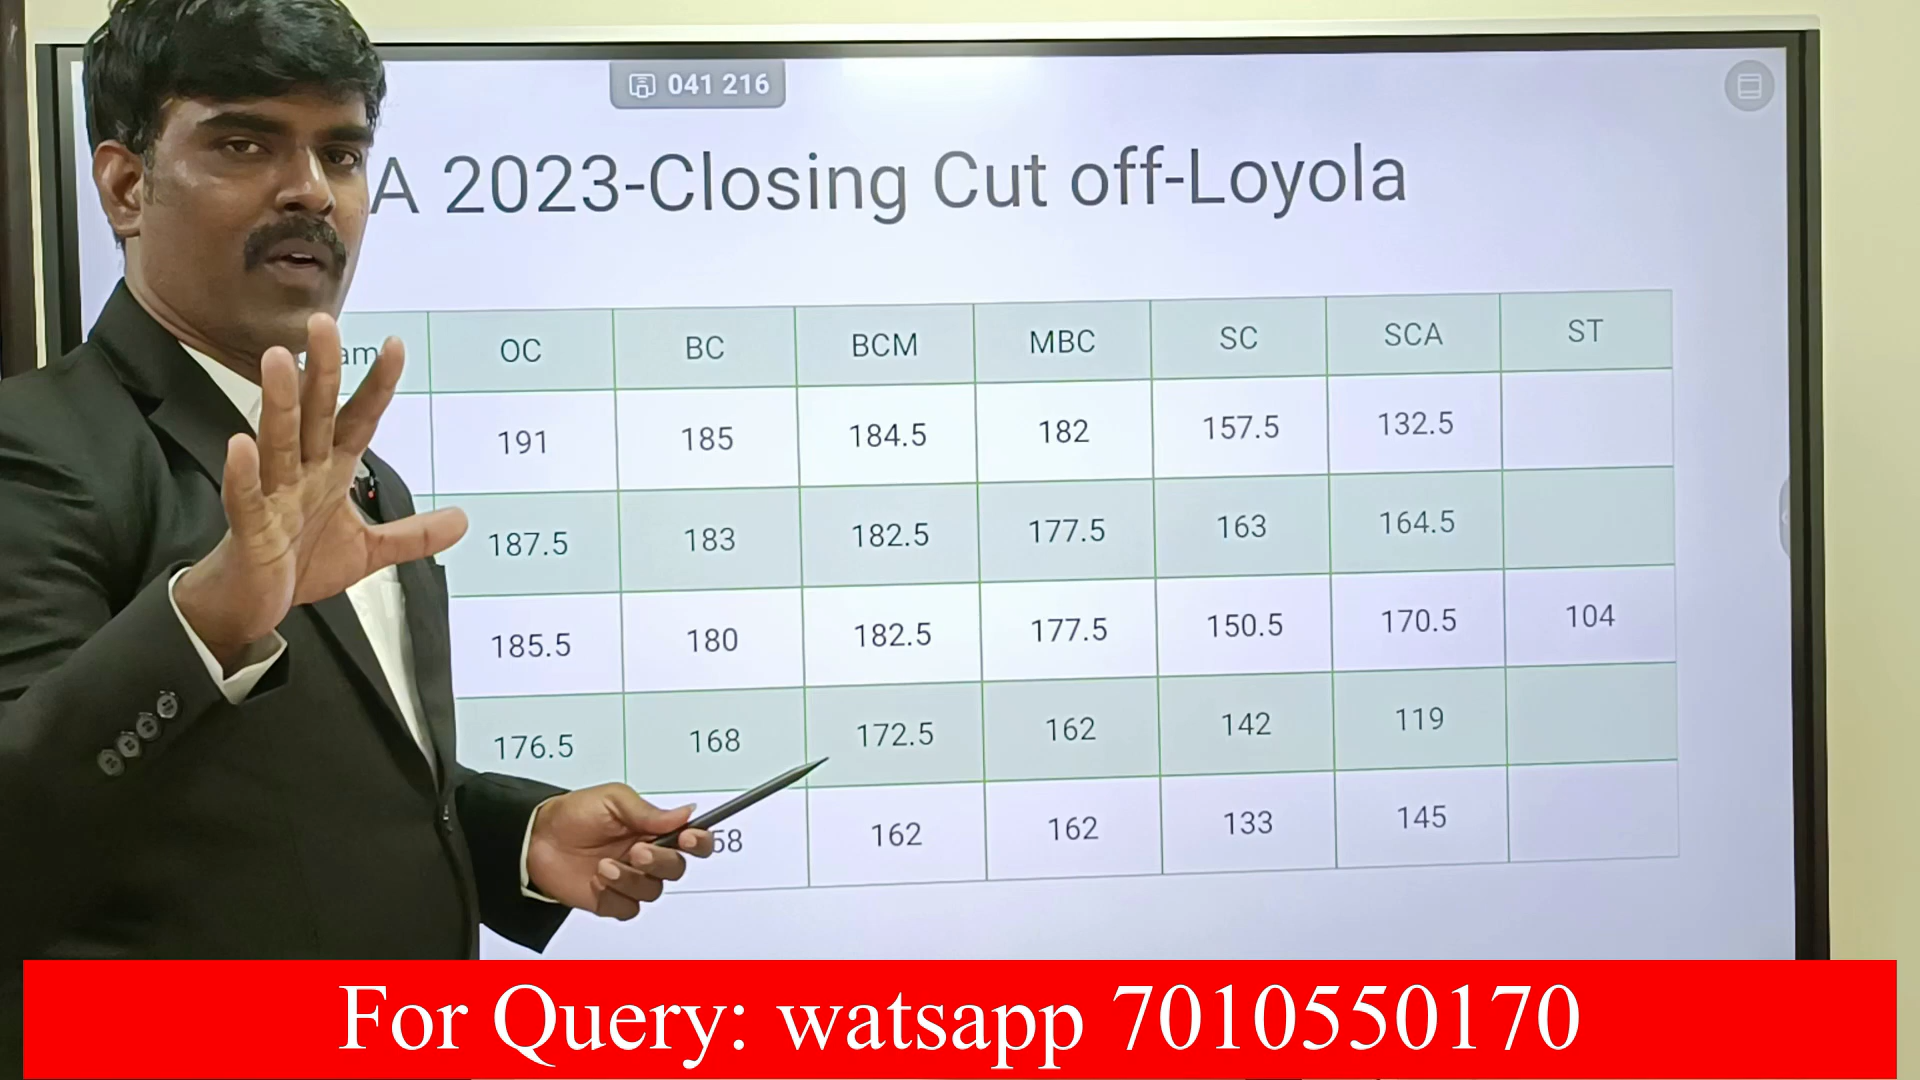 041 216
A 2023-Closing Cut off-Loyola
OC BC BCM MBC SC SCA ST
191 185 184.5 182 157.5 132.5
187.5 183 182.5 177.5 163 164.5
185.5 180 182.5 177.5 150.5 170.5 104
176.5 168 172.5 162 142 119
162 162 133 145
For Query: watsapp 7010550170